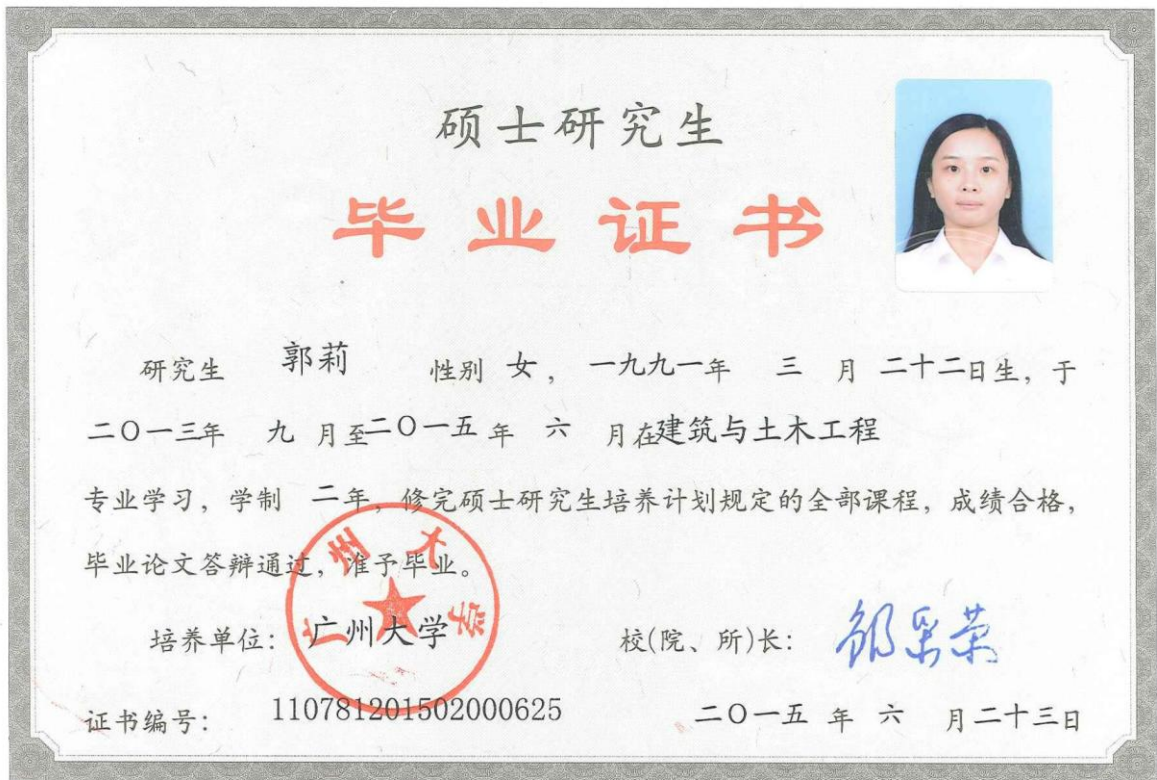 硕士研究生
毕业证书
研究生 郭莉 性别 女，一九九一年 三 月 二十二日生，于
二〇一三年 九 月至二〇一五年 六 月在建筑与土木工程
专业学习，学制 二年，修完硕士研究生培养计划规定的全部课程，成绩合格，
毕业论文答辩通过，准予毕业。
广州大学
培养单位：广州大学 校(院、所)长：
证书编号：110781201502000625 二〇一五 年 六 月二十三日